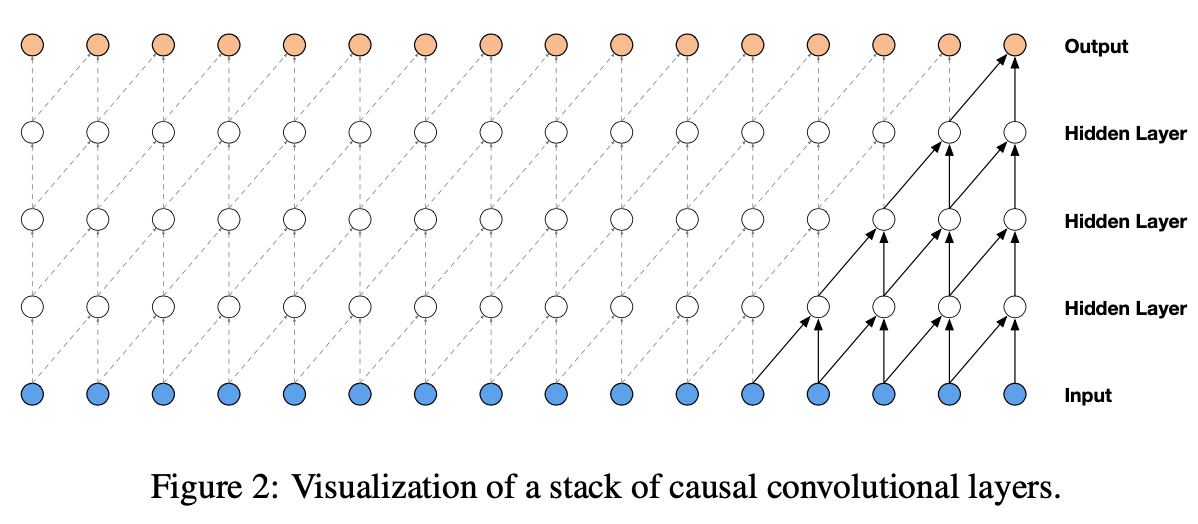 Output
Hidden Layer
Hidden Layer
Hidden Layer
Input
Figure 2: Visualization of a stack of causal convolutional layers.